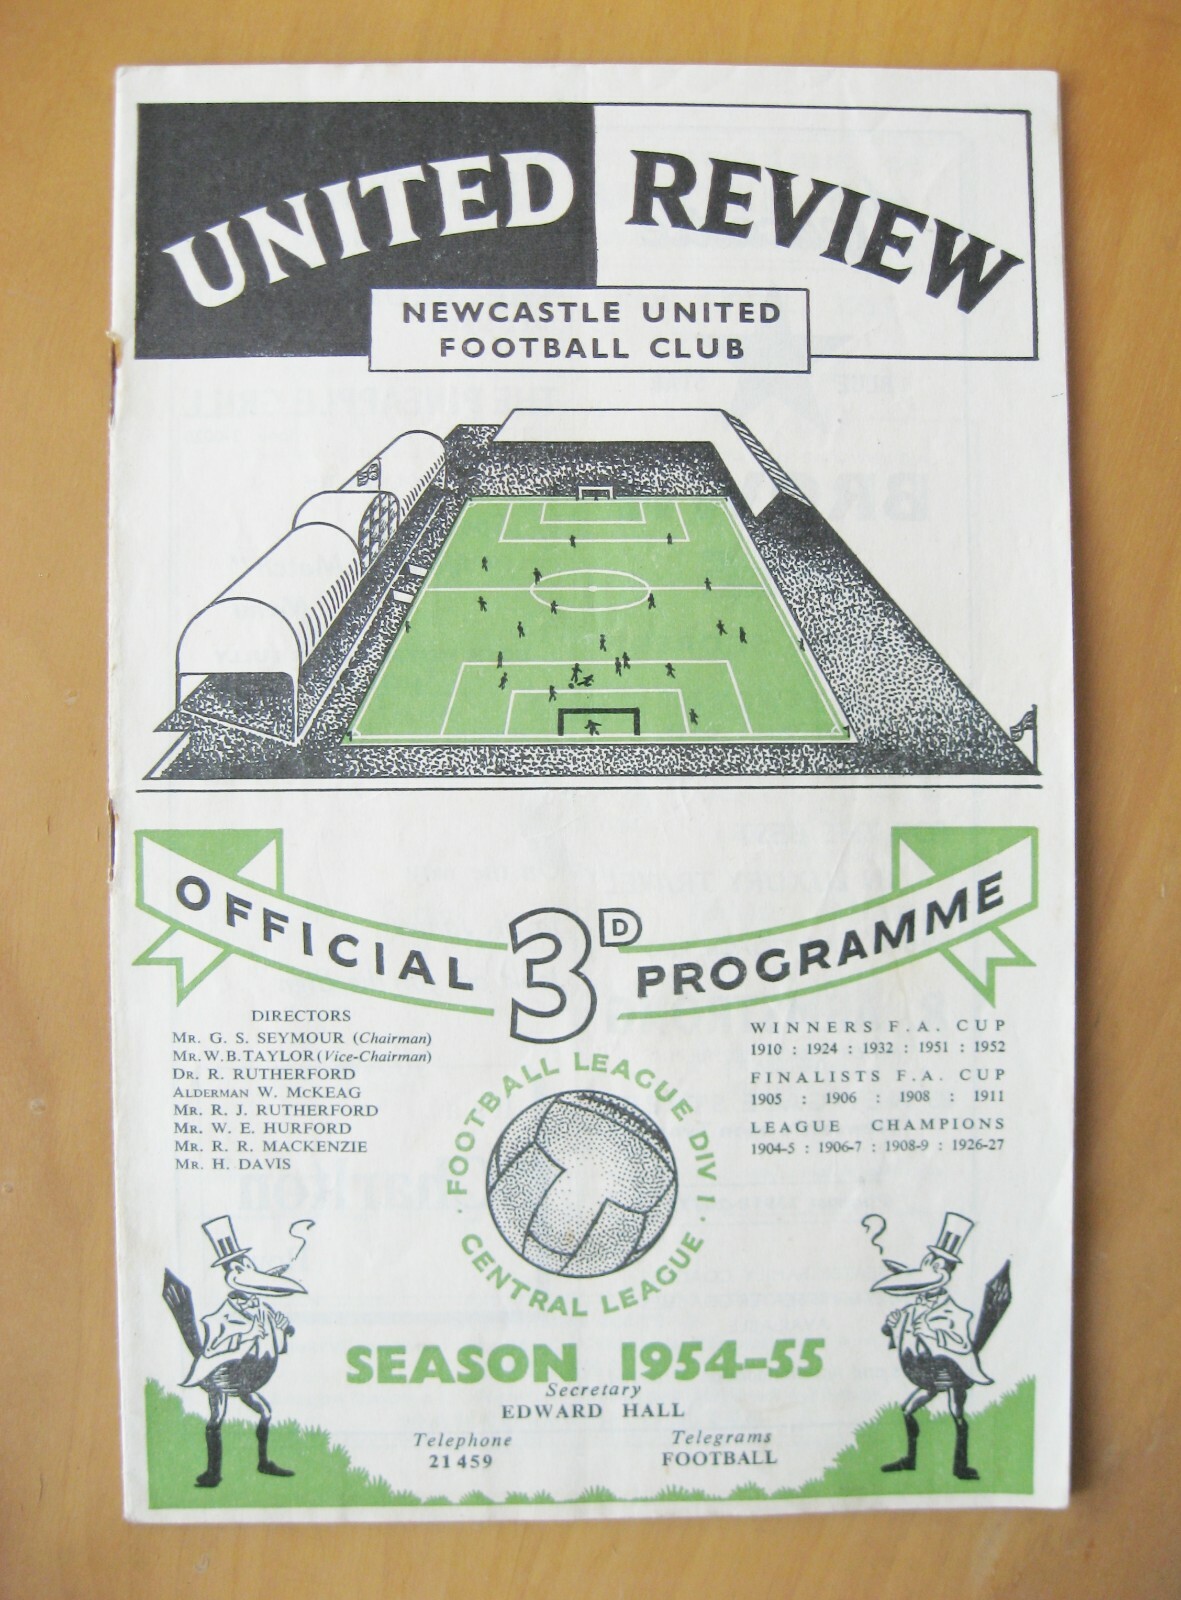 UNITED REVIEW
NEWCASTLE UNITED
FOOTBALL CLUB
OFFICIAL 3D PROGRAMME
DIRECTORS
MR. G. S. SEYMOUR (Chairman)
MR. W. B. TAYLOR (Vice-Chairman)
DR. R. RUTHERFORD
ALDERMAN W. McKEAG
MR. R. J. RUTHERFORD
MR. W. E. HURFORD
MR. R. R. MACKENZIE
MR. H. DAVIS
WINNERS F. A. CUP
1910 : 1924 : 1932 : 1951 : 1952
FINALISTS F. A. CUP
1905 : 1906 : 1908 : 1911
LEAGUE CHAMPIONS
1904-5 : 1906-7 : 1908-9 : 1926-27
· FOOTBALL LEAGUE DIV I ·
CENTRAL LEAGUE
SEASON 1954-55
Secretary
EDWARD HALL
Telephone
21459
Telegrams
FOOTBALL